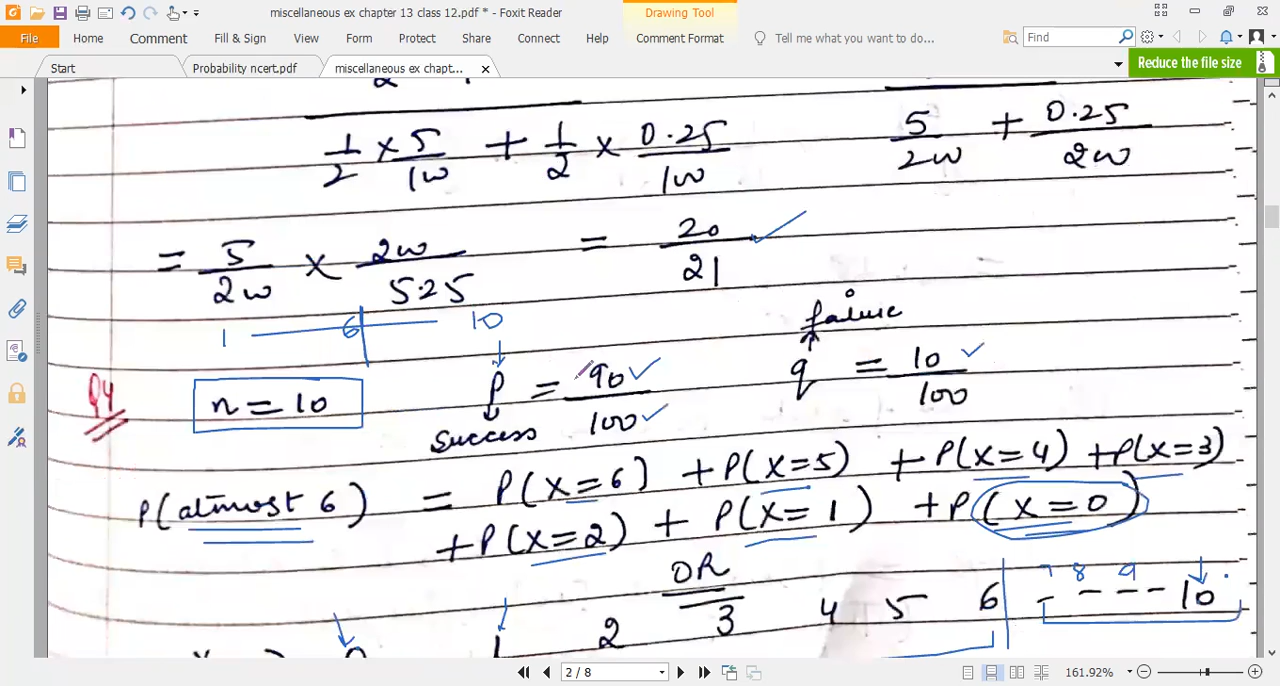 miscellaneous ex chapter 13 class 12.pdf * - Foxit Reader
Drawing Tool
File Home Comment Fill & Sign View Form Protect Share Connect Help Comment Format Tell me what you want to do... Find
Start Probability ncert.pdf miscellaneous ex chapt... Reduce the file size
1/2 × 5/100 + 1/2 × 0.25/100 5/200 + 0.25/200
= 5/200 × 200/5.25 = 20/21
1 6 10
failure
Q4 n = 10 p = 90/100 q = 10/100
Success
P(atmost 6) = P(X=6) + P(X=5) + P(X=4) + P(X=3)
+ P(X=2) + P(X=1) + P(X=0)
OR
7 8 9
1 2 3 4 5 6 - - - - 10
2 / 8 161.92%